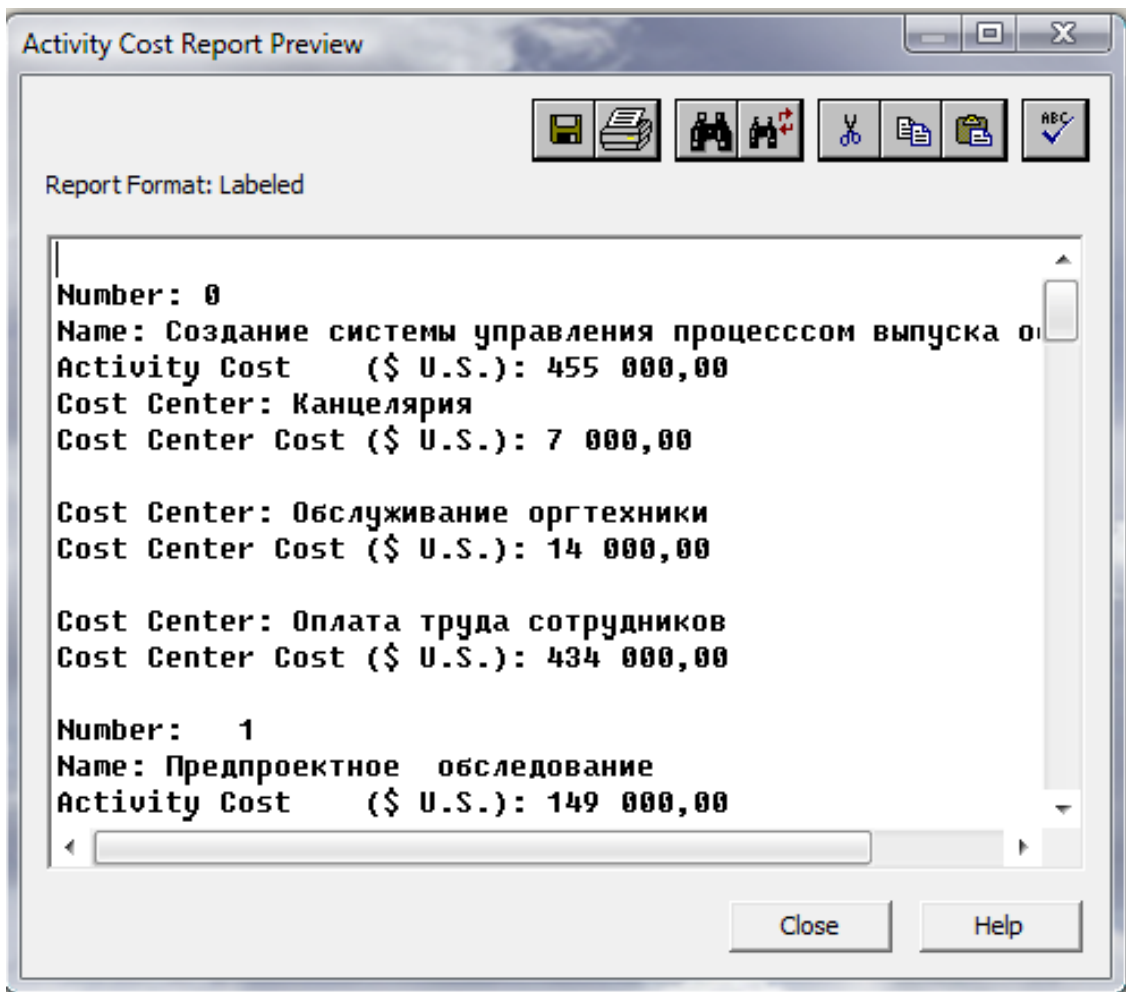 Activity Cost Report Preview
ABC
Report Format: Labeled
Number: 0
Name: Создание системы управления процесссом выпуска
Activity Cost    ($ U.S.): 455 000,00
Cost Center: Канцелярия
Cost Center Cost ($ U.S.): 7 000,00
Cost Center: Обслуживание оргтехники
Cost Center Cost ($ U.S.): 14 000,00
Cost Center: Оплата труда сотрудников
Cost Center Cost ($ U.S.): 434 000,00
Number:   1
Name: Предпроектное  обследование
Activity Cost    ($ U.S.): 149 000,00
Close
Help